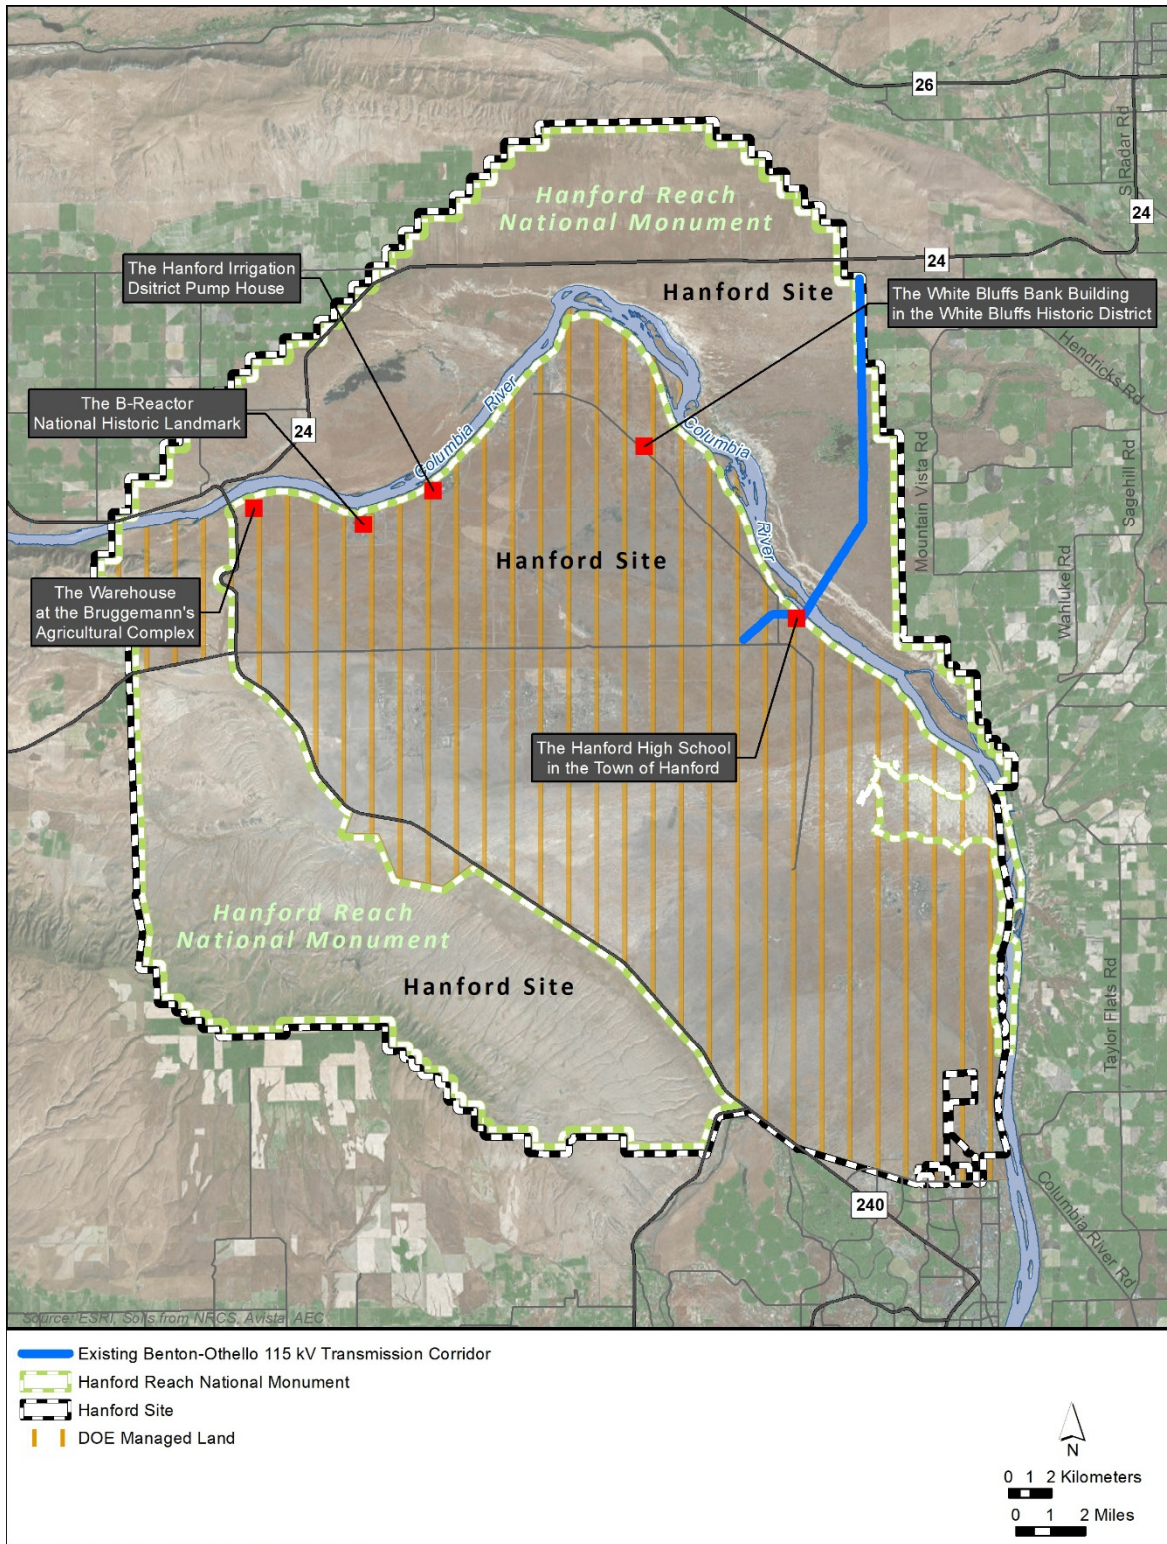 26
S Radar Rd
24
Hanford Reach
National Monument
24
The Hanford Irrigation
Dsitrict Pump House
Hanford Site
The White Bluffs Bank Building
in the White Bluffs Historic District
Hendricks Rd
The B-Reactor
National Historic Landmark
24
Columbia
River
Columbia
River
Mountain Vista Rd
Sagehill Rd
Hanford Site
Wahluke Rd
The Warehouse
at the Bruggemann's
Agricultural Complex
The Hanford High School
in the Town of Hanford
Hanford Reach
National Monument
Hanford Site
Taylor Flats Rd
240
Columbia River Rd
Source: ESRI, Soils from NRCS, Avista, AEC
Existing Benton-Othello 115 kV Transmission Corridor
Hanford Reach National Monument
Hanford Site
DOE Managed Land
N
0 1 2 Kilometers
0 1 2 Miles